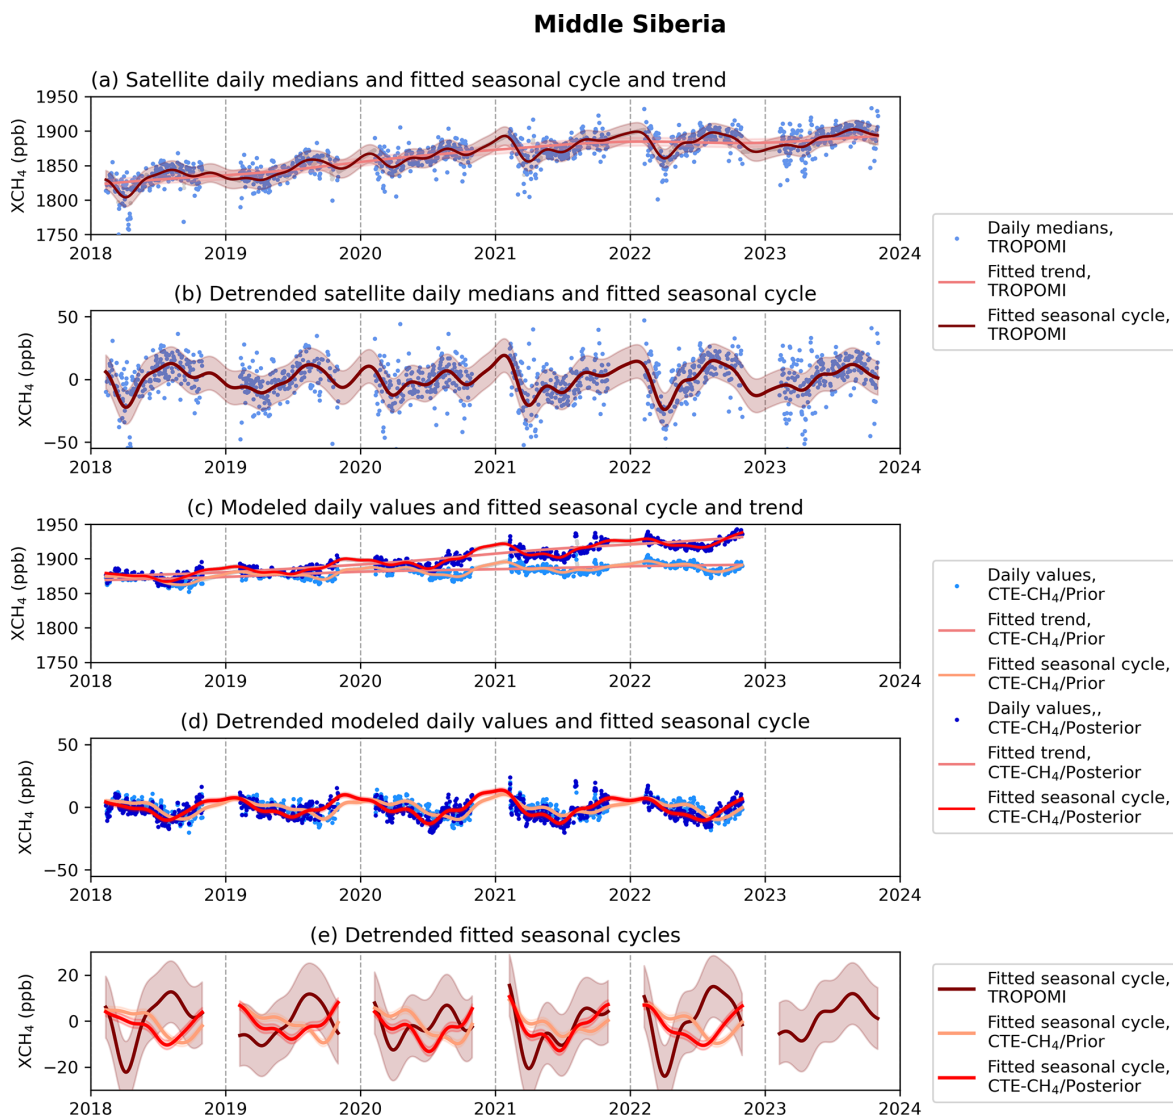 Middle Siberia
(a) Satellite daily medians and fitted seasonal cycle and trend
XCH₄ (ppb)
1950
1900
1850
1800
1750
2018 2019 2020 2021 2022 2023 2024
Daily medians,
TROPOMI
Fitted trend,
TROPOMI
Fitted seasonal cycle,
TROPOMI
(b) Detrended satellite daily medians and fitted seasonal cycle
XCH₄ (ppb)
50
0
−50
2018 2019 2020 2021 2022 2023 2024
(c) Modeled daily values and fitted seasonal cycle and trend
XCH₄ (ppb)
1950
1900
1850
1800
1750
2018 2019 2020 2021 2022 2023 2024
Daily values,
CTE-CH₄/Prior
Fitted trend,
CTE-CH₄/Prior
Fitted seasonal cycle,
CTE-CH₄/Prior
Daily values,,
CTE-CH₄/Posterior
Fitted trend,
CTE-CH₄/Posterior
Fitted seasonal cycle,
CTE-CH₄/Posterior
(d) Detrended modeled daily values and fitted seasonal cycle
XCH₄ (ppb)
50
0
−50
2018 2019 2020 2021 2022 2023 2024
(e) Detrended fitted seasonal cycles
XCH₄ (ppb)
20
0
−20
2018 2019 2020 2021 2022 2023 2024
Fitted seasonal cycle,
TROPOMI
Fitted seasonal cycle,
CTE-CH₄/Prior
Fitted seasonal cycle,
CTE-CH₄/Posterior